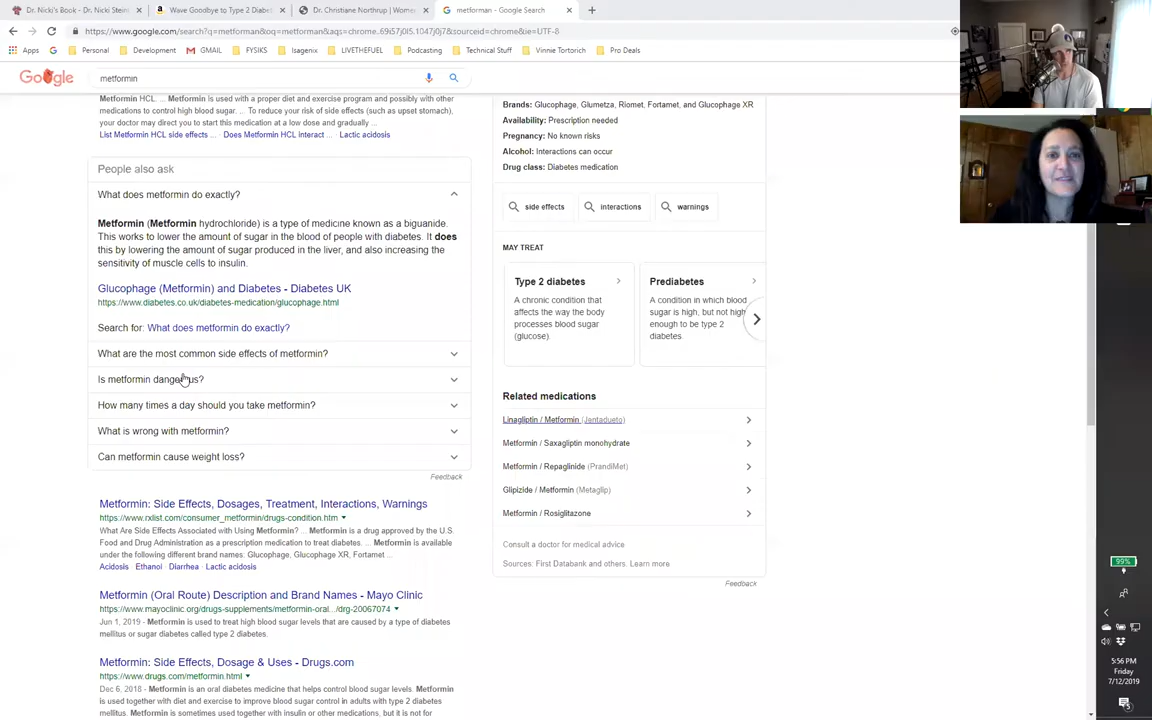 Dr. Nicki's Book - Dr. Nicki Stein
Wave Goodbye to Type 2 Diabet
Dr. Christiane Northrup | Wome
metforman - Google Search
https://www.google.com/search?q=metforman&oq=metforman&aqs=chrome..69i57j0l5.1047j0j7&sourceid=chrome&ie=UTF-8
Apps
Personal
Development
GMAIL
FYSIKS
Isagenix
LIVETHEFUEL
Podcasting
Technical Stuff
Vinnie Tortorich
Pro Deals
Google
metformin
Metformin HCL. ... Metformin is used with a proper diet and exercise program and possibly with other
medications to control high blood sugar. ... To reduce your risk of side effects (such as upset stomach),
your doctor may direct you to start this medication at a low dose and gradually ...
List Metformin HCL side effects ... · Does Metformin HCL interact ... · Lactic acidosis
People also ask
What does metformin do exactly?
Metformin (Metformin hydrochloride) is a type of medicine known as a biguanide.
This works to lower the amount of sugar in the blood of people with diabetes. It does
this by lowering the amount of sugar produced in the liver, and also increasing the
sensitivity of muscle cells to insulin.
Glucophage (Metformin) and Diabetes - Diabetes UK
https://www.diabetes.co.uk/diabetes-medication/glucophage.html
Search for: What does metformin do exactly?
What are the most common side effects of metformin?
Is metformin dangerous?
How many times a day should you take metformin?
What is wrong with metformin?
Can metformin cause weight loss?
Feedback
Metformin: Side Effects, Dosages, Treatment, Interactions, Warnings
https://www.rxlist.com/consumer_metformin/drugs-condition.htm
What Are Side Effects Associated with Using Metformin? ... Metformin is a drug approved by the U.S.
Food and Drug Administration as a prescription medication to treat diabetes. ... Metformin is available
under the following different brand names: Glucophage, Glucophage XR, Fortamet ...
Acidosis · Ethanol · Diarrhea · Lactic acidosis
Metformin (Oral Route) Description and Brand Names - Mayo Clinic
https://www.mayoclinic.org/drugs-supplements/metformin-oral.../drg-20067074
Jun 1, 2019 - Metformin is used to treat high blood sugar levels that are caused by a type of diabetes
mellitus or sugar diabetes called type 2 diabetes.
Metformin: Side Effects, Dosage & Uses - Drugs.com
https://www.drugs.com/metformin.html
Dec 6, 2018 - Metformin is an oral diabetes medicine that helps control blood sugar levels. Metformin
is used together with diet and exercise to improve blood sugar control in adults with type 2 diabetes
mellitus. Metformin is sometimes used together with insulin or other medications, but it is not for
Brands: Glucophage, Glumetza, Riomet, Fortamet, and Glucophage XR
Availability: Prescription needed
Pregnancy: No known risks
Alcohol: Interactions can occur
Drug class: Diabetes medication
side effects
interactions
warnings
MAY TREAT
Type 2 diabetes
A chronic condition that
affects the way the body
processes blood sugar
(glucose).
Prediabetes
A condition in which blood
sugar is high, but not high
enough to be type 2
diabetes.
Related medications
Linagliptin / Metformin (Jentadueto)
Metformin / Saxagliptin monohydrate
Metformin / Repaglinide (PrandiMet)
Glipizide / Metformin (Metaglip)
Metformin / Rosiglitazone
Consult a doctor for medical advice
Sources: First Databank and others. Learn more
Feedback
99%
5:56 PM
Friday
7/12/2019